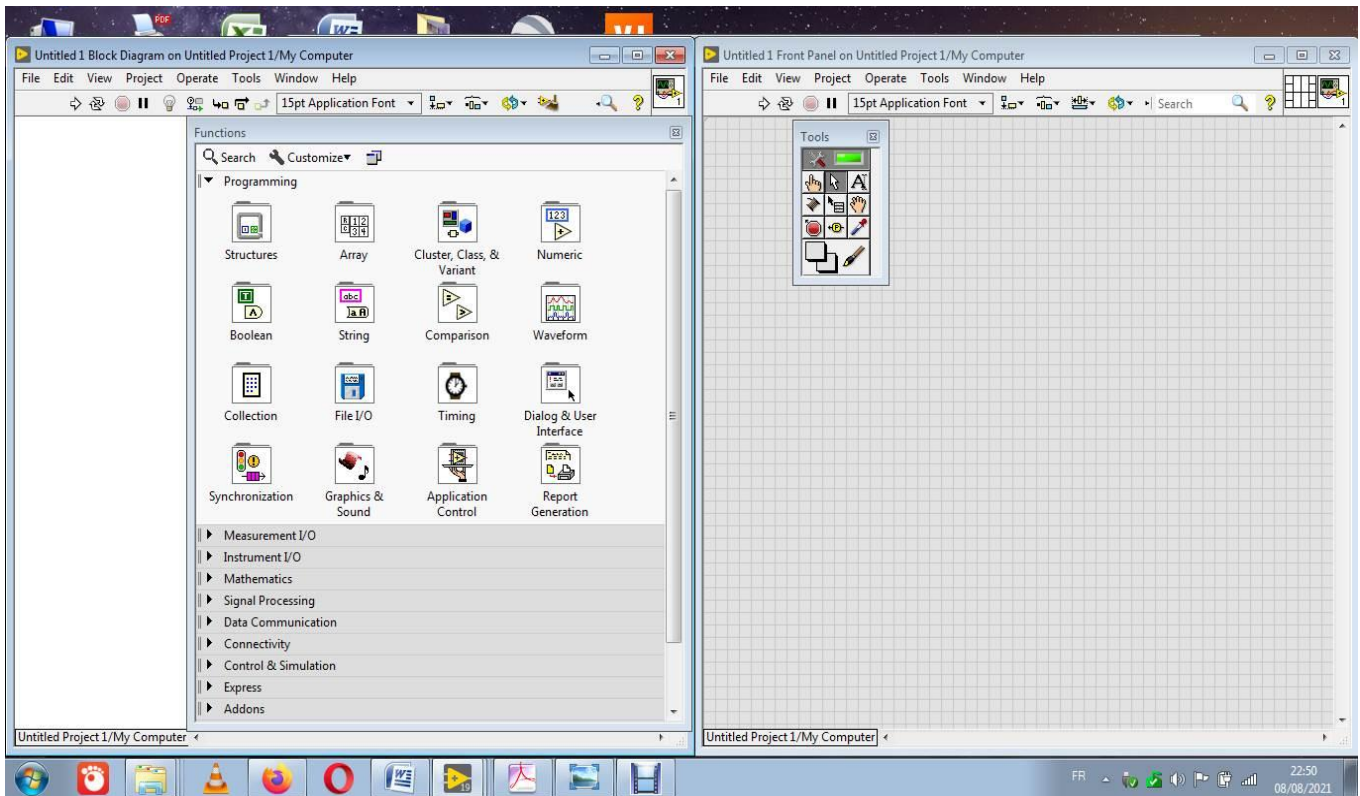 PDF
Untitled 1 Block Diagram on Untitled Project 1/My Computer
File Edit View Project Operate Tools Window Help
15pt Application Font
1
Functions
Search Customize
Programming
Structures Array Cluster, Class, & Variant Numeric
Boolean String Comparison Waveform
Collection File I/O Timing Dialog & User Interface
Synchronization Graphics & Sound Application Control Report Generation
Measurement I/O
Instrument I/O
Mathematics
Signal Processing
Data Communication
Connectivity
Control & Simulation
Express
Addons
Untitled Project 1/My Computer
Untitled 1 Front Panel on Untitled Project 1/My Computer
File Edit View Project Operate Tools Window Help
15pt Application Font Search
1
Tools
Untitled Project 1/My Computer
FR 22:50
08/08/2021